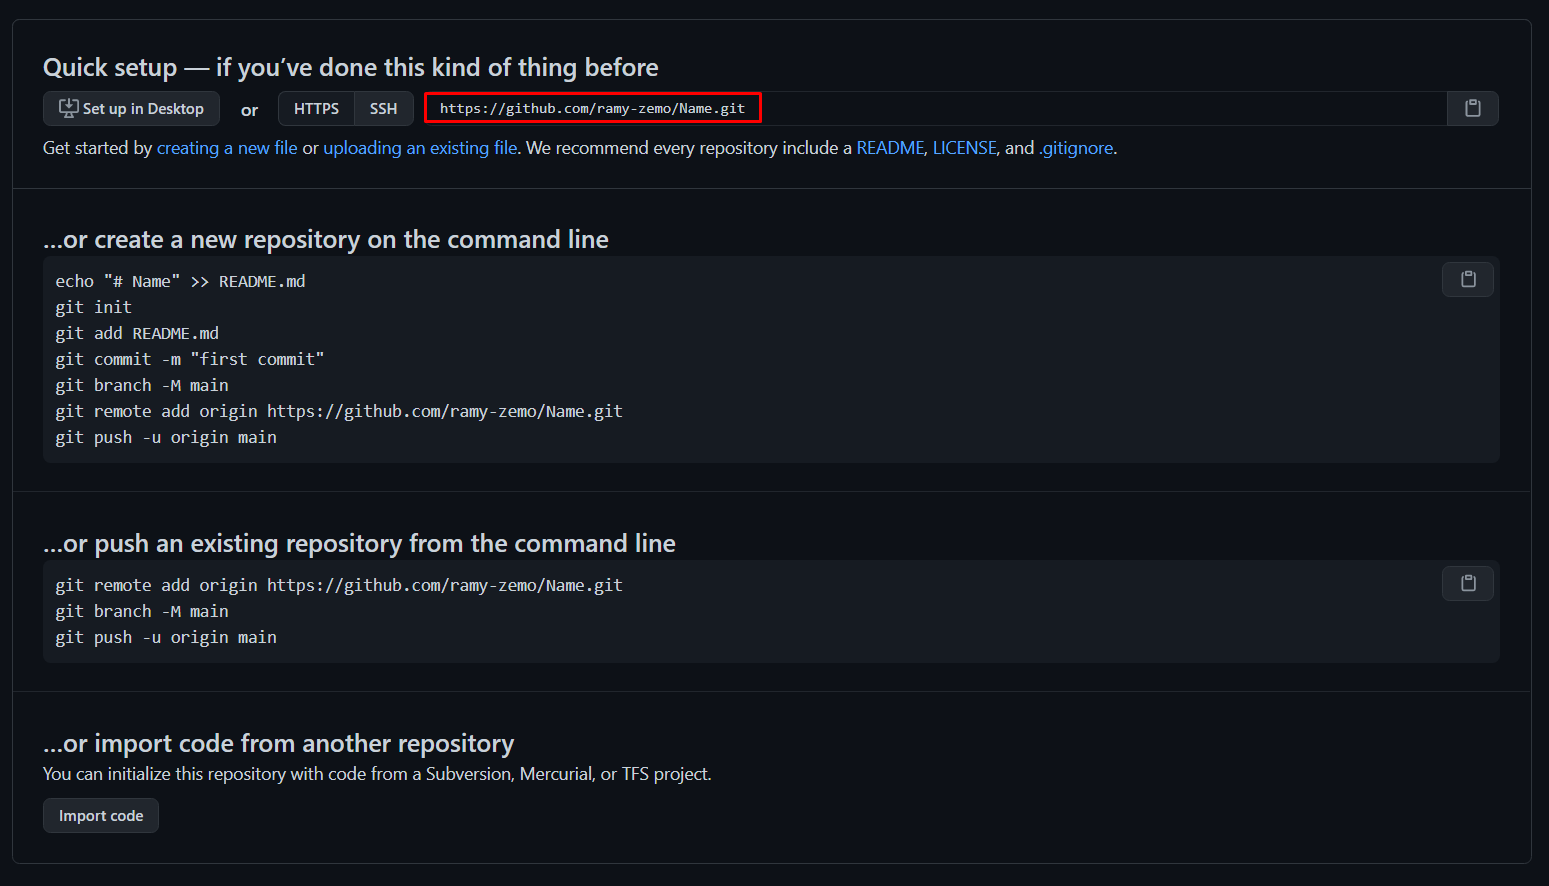 Quick setup — if you’ve done this kind of thing before
Set up in Desktop or HTTPS SSH https://github.com/ramy-zemo/Name.git
Get started by creating a new file or uploading an existing file. We recommend every repository include a README, LICENSE, and .gitignore.
…or create a new repository on the command line
echo "# Name" >> README.md
git init
git add README.md
git commit -m "first commit"
git branch -M main
git remote add origin https://github.com/ramy-zemo/Name.git
git push -u origin main
…or push an existing repository from the command line
git remote add origin https://github.com/ramy-zemo/Name.git
git branch -M main
git push -u origin main
…or import code from another repository
You can initialize this repository with code from a Subversion, Mercurial, or TFS project.
Import code